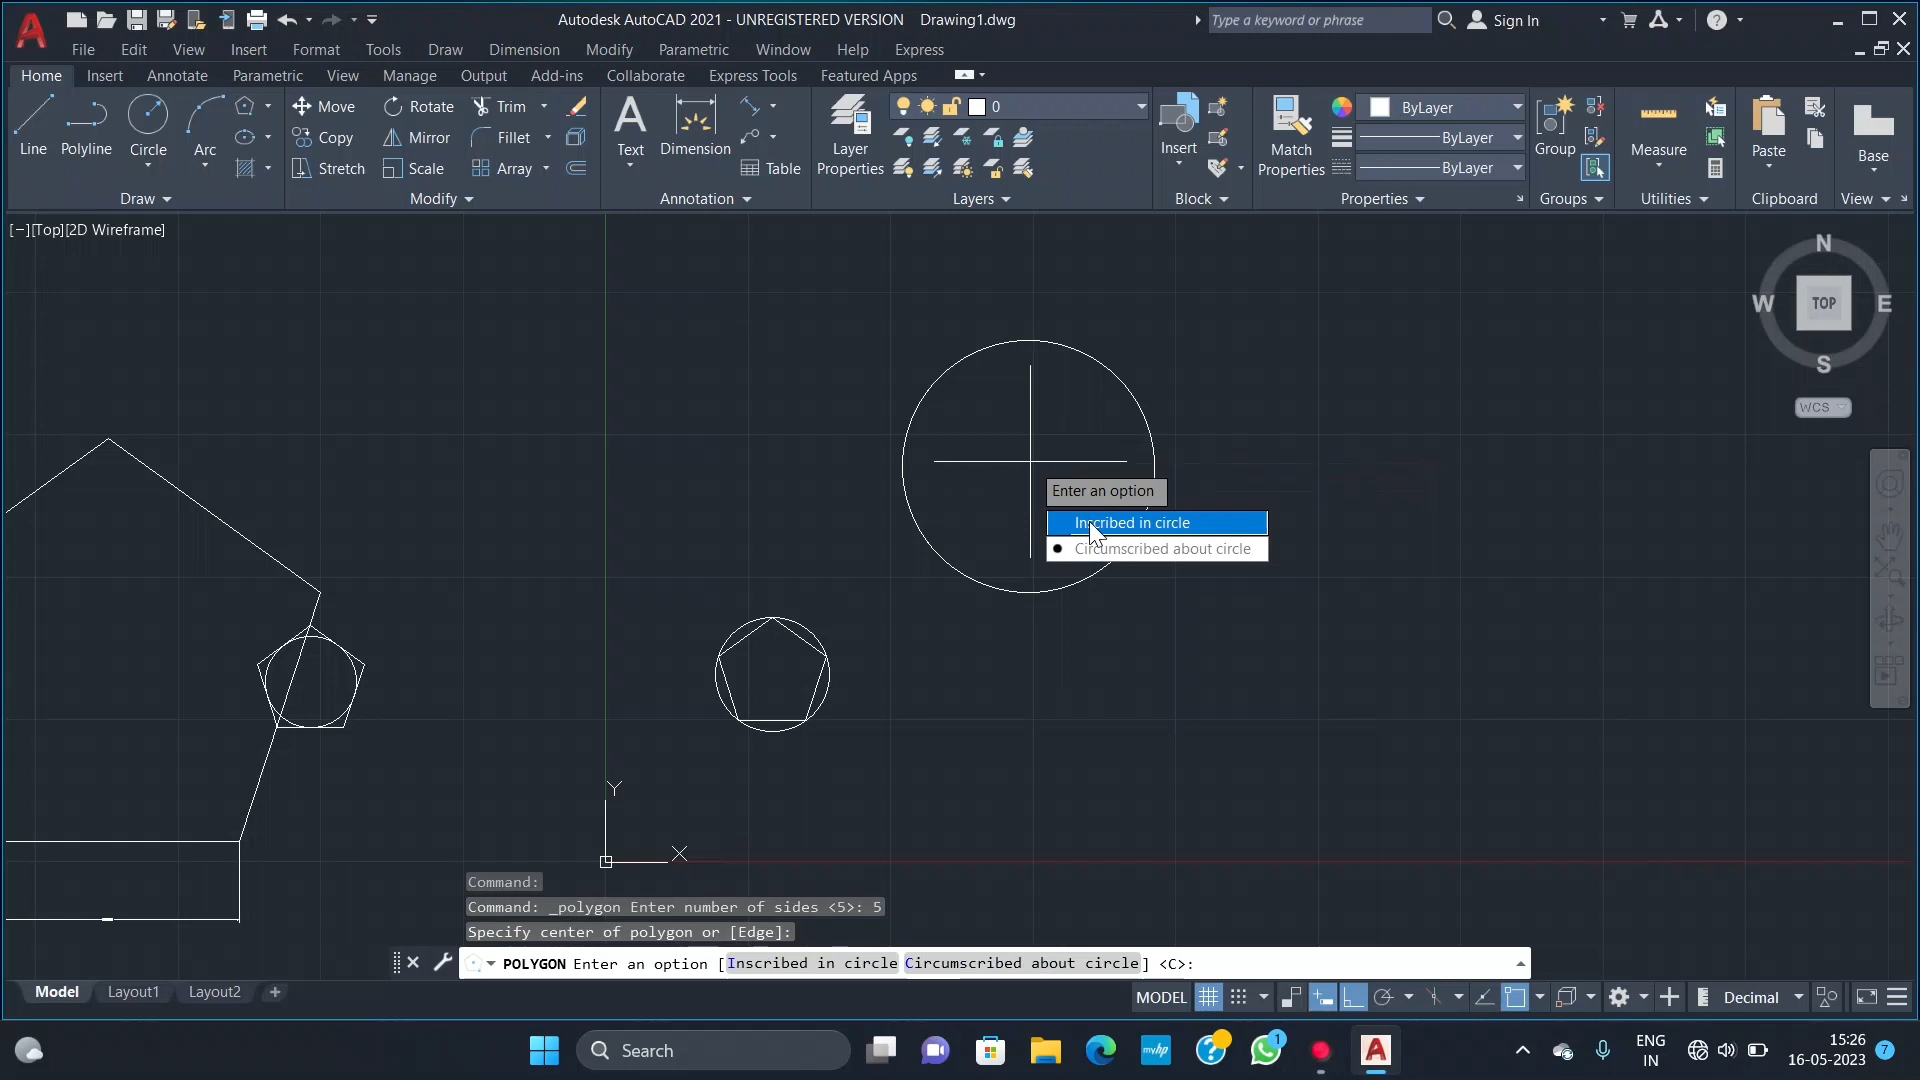 Autodesk AutoCAD 2021 - UNREGISTERED VERSION Drawing1.dwg
Type a keyword or phrase
Sign In
File Edit View Insert Format Tools Draw Dimension Modify Parametric Window Help Express
Home Insert Annotate Parametric View Manage Output Add-ins Collaborate Express Tools Featured Apps
Move Rotate Trim
0
ByLayer
Copy Mirror Fillet
ByLayer
Line Polyline Circle Arc
Text Dimension
Layer Properties
Insert
Match Properties
Group
Measure
Paste
Base
Stretch Scale Array
Table
ByLayer
Draw Modify Annotation Layers Block Properties Groups Utilities Clipboard View
[−][Top][2D Wireframe]
N
W TOP E
S
WCS
Enter an option
Inscribed in circle
Circumscribed about circle
Y
X
Command:
Command: _polygon Enter number of sides <5>: 5
Specify center of polygon or [Edge]:
POLYGON Enter an option [Inscribed in circle Circumscribed about circle] <C>:
Model Layout1 Layout2 +
MODEL
Decimal
Search
myhp
1
ENG
IN
15:26
16-05-2023
7